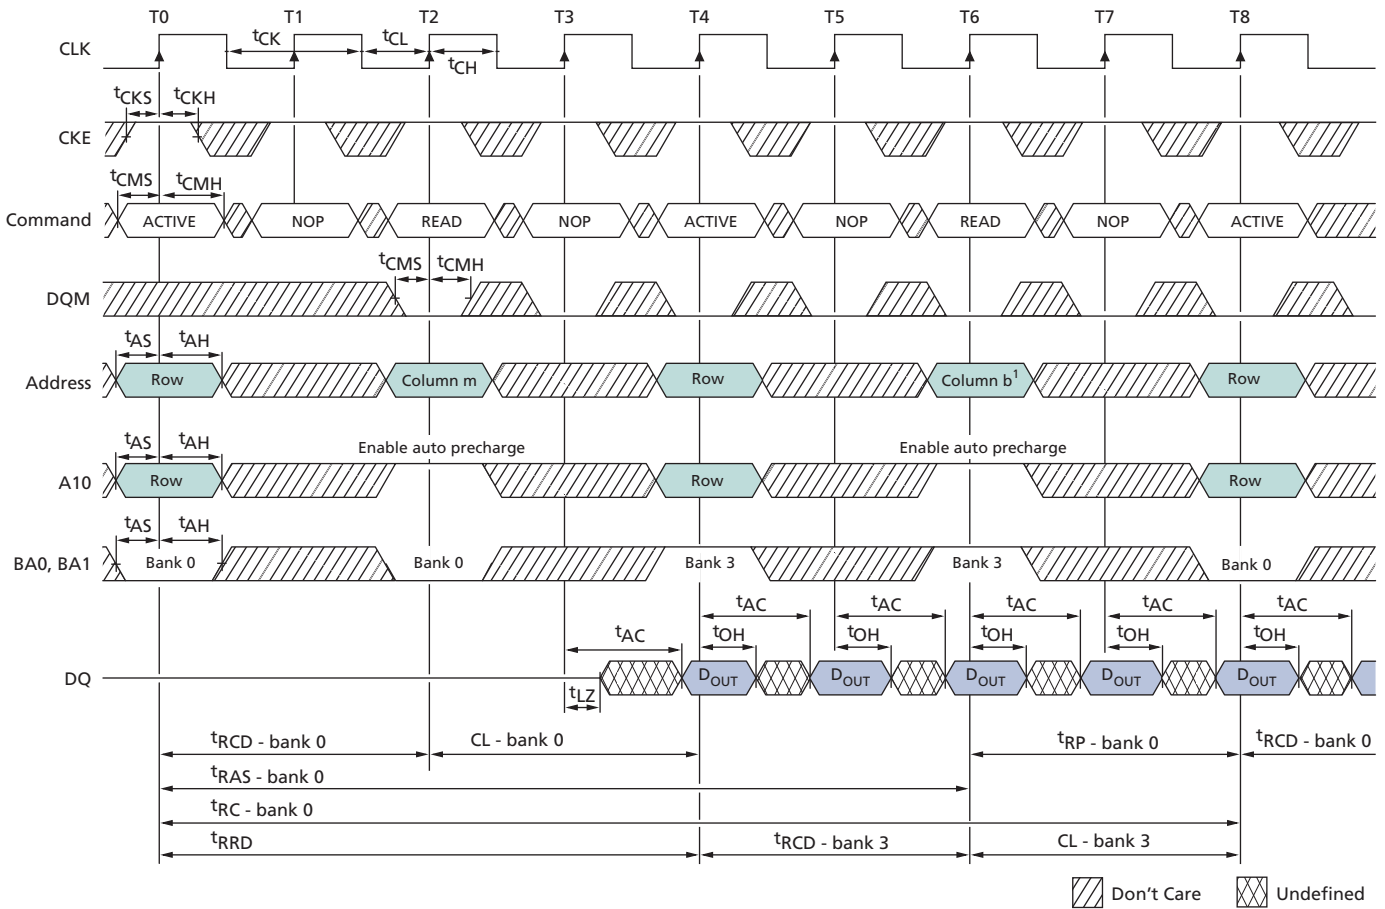 T0 T1 T2 T3 T4 T5 T6 T7 T8
CLK tCK tCL tCH
tCKS tCKH
CKE
tCMS tCMH
Command ACTIVE NOP READ NOP ACTIVE NOP READ NOP ACTIVE
tCMS tCMH
DQM
tAS tAH
Address Row Column m Row Column b1 Row
tAS tAH Enable auto precharge Enable auto precharge
A10 Row Row Row
tAS tAH
BA0, BA1 Bank 0 Bank 0 Bank 3 Bank 3 Bank 0
tAC tAC tAC tAC tAC
tAC tOH tOH tOH tOH tOH
DQ DOUT DOUT DOUT DOUT DOUT
tLZ
tRCD - bank 0 CL - bank 0 tRP - bank 0 tRCD - bank 0
tRAS - bank 0
tRC - bank 0
tRRD tRCD - bank 3 CL - bank 3
Don't Care Undefined